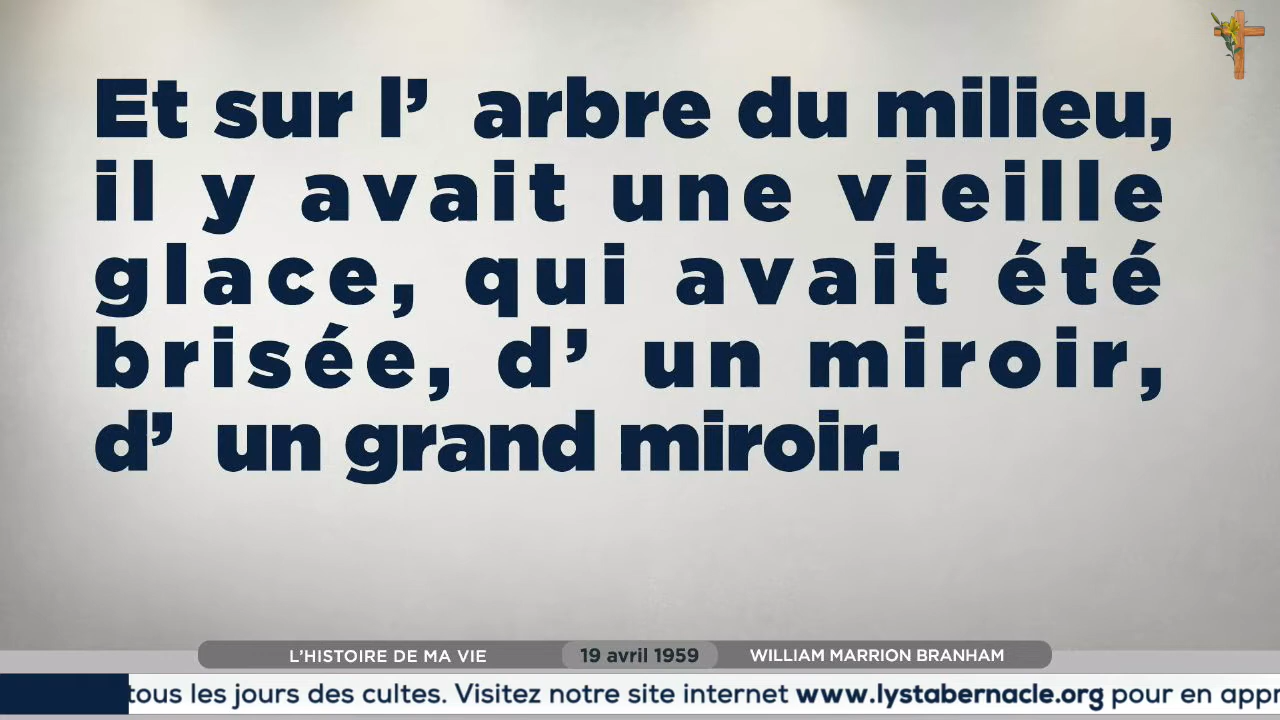 Et sur l’ arbre du milieu,
il y avait une vieille
glace, qui avait été
brisée, d’ un miroir,
d’ un grand miroir.
L’HISTOIRE DE MA VIE 19 avril 1959 WILLIAM MARRION BRANHAM
tous les jours des cultes. Visitez notre site internet www.lystabernacle.org pour en appr